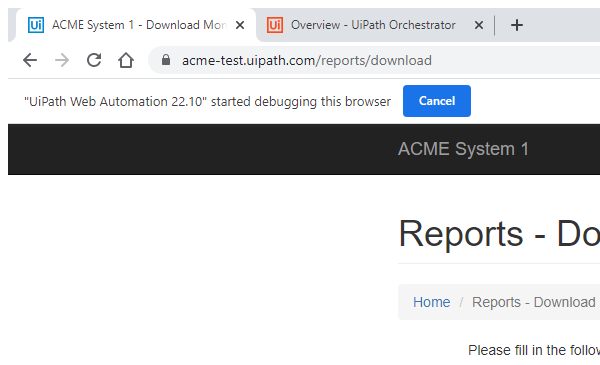 Ui ACME System 1 - Download Mon
Ui Overview - UiPath Orchestrator
acme-test.uipath.com/reports/download
"UiPath Web Automation 22.10" started debugging this browser Cancel
ACME System 1
Reports - Do
Home / Reports - Download
Please fill in the follow